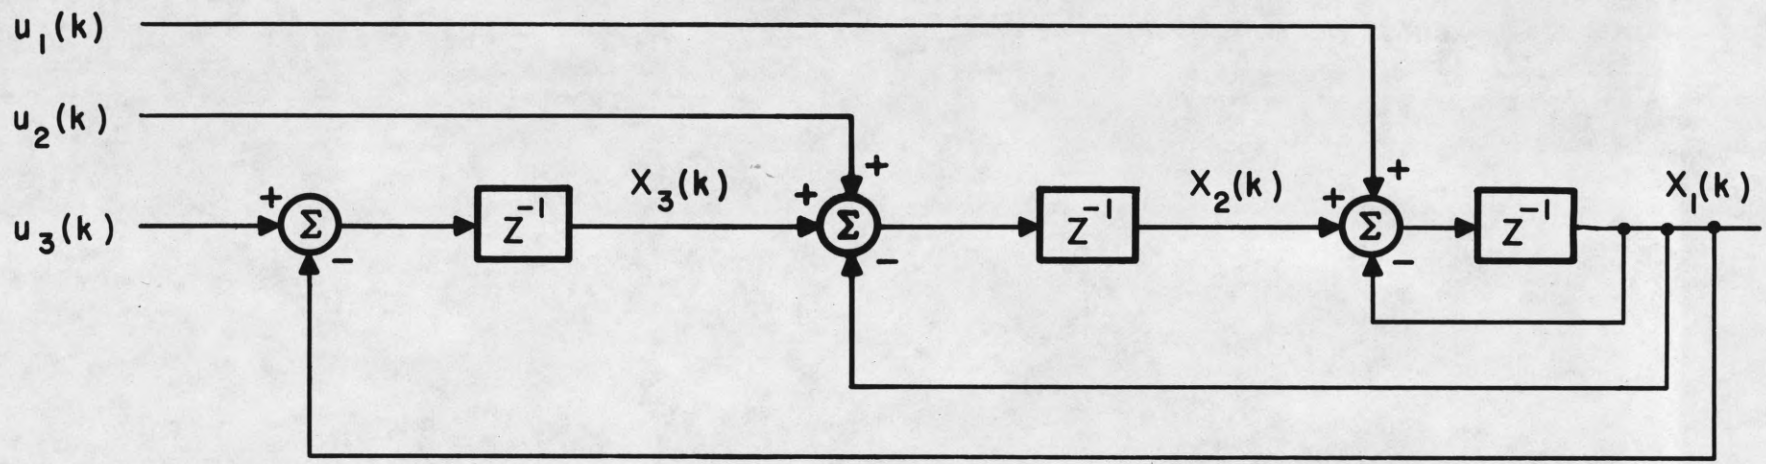 u₁(k)
u₂(k)
+ X₃(k) + X₂(k) + X₁(k)
u₃(k) + Σ Z⁻¹ + Σ Z⁻¹ + Σ Z⁻¹
− − −